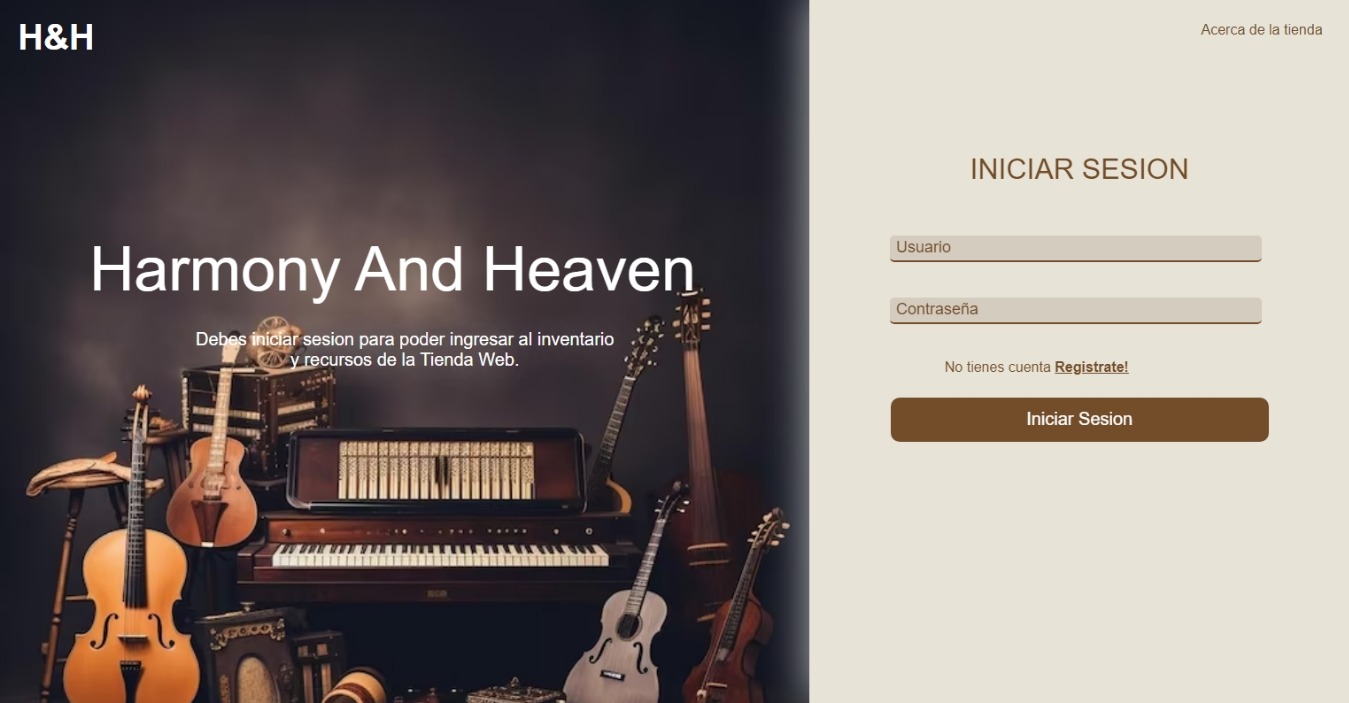 H&H
Acerca de la tienda
Harmony And Heaven
Debes iniciar sesion para poder ingresar al inventario
y recursos de la Tienda Web.
INICIAR SESION
Usuario
Contraseña
No tienes cuenta Registrate!
Iniciar Sesion